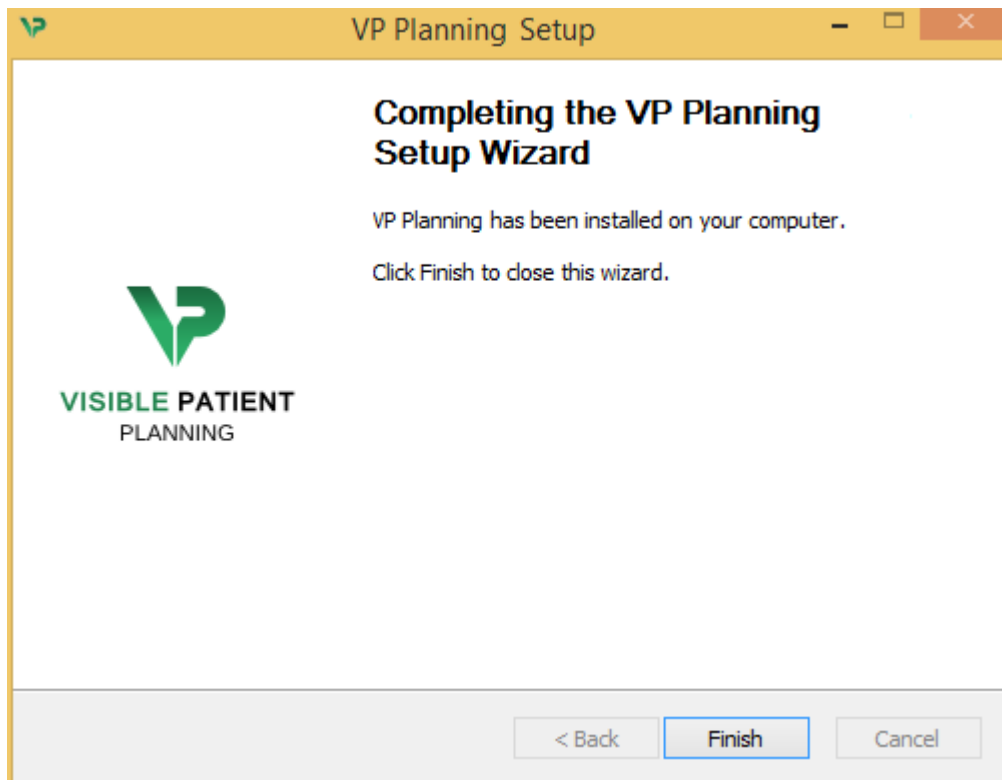 VP Planning Setup
Completing the VP Planning
Setup Wizard
VP Planning has been installed on your computer.
Click Finish to close this wizard.
VP
VISIBLE PATIENT
PLANNING
< Back
Finish
Cancel